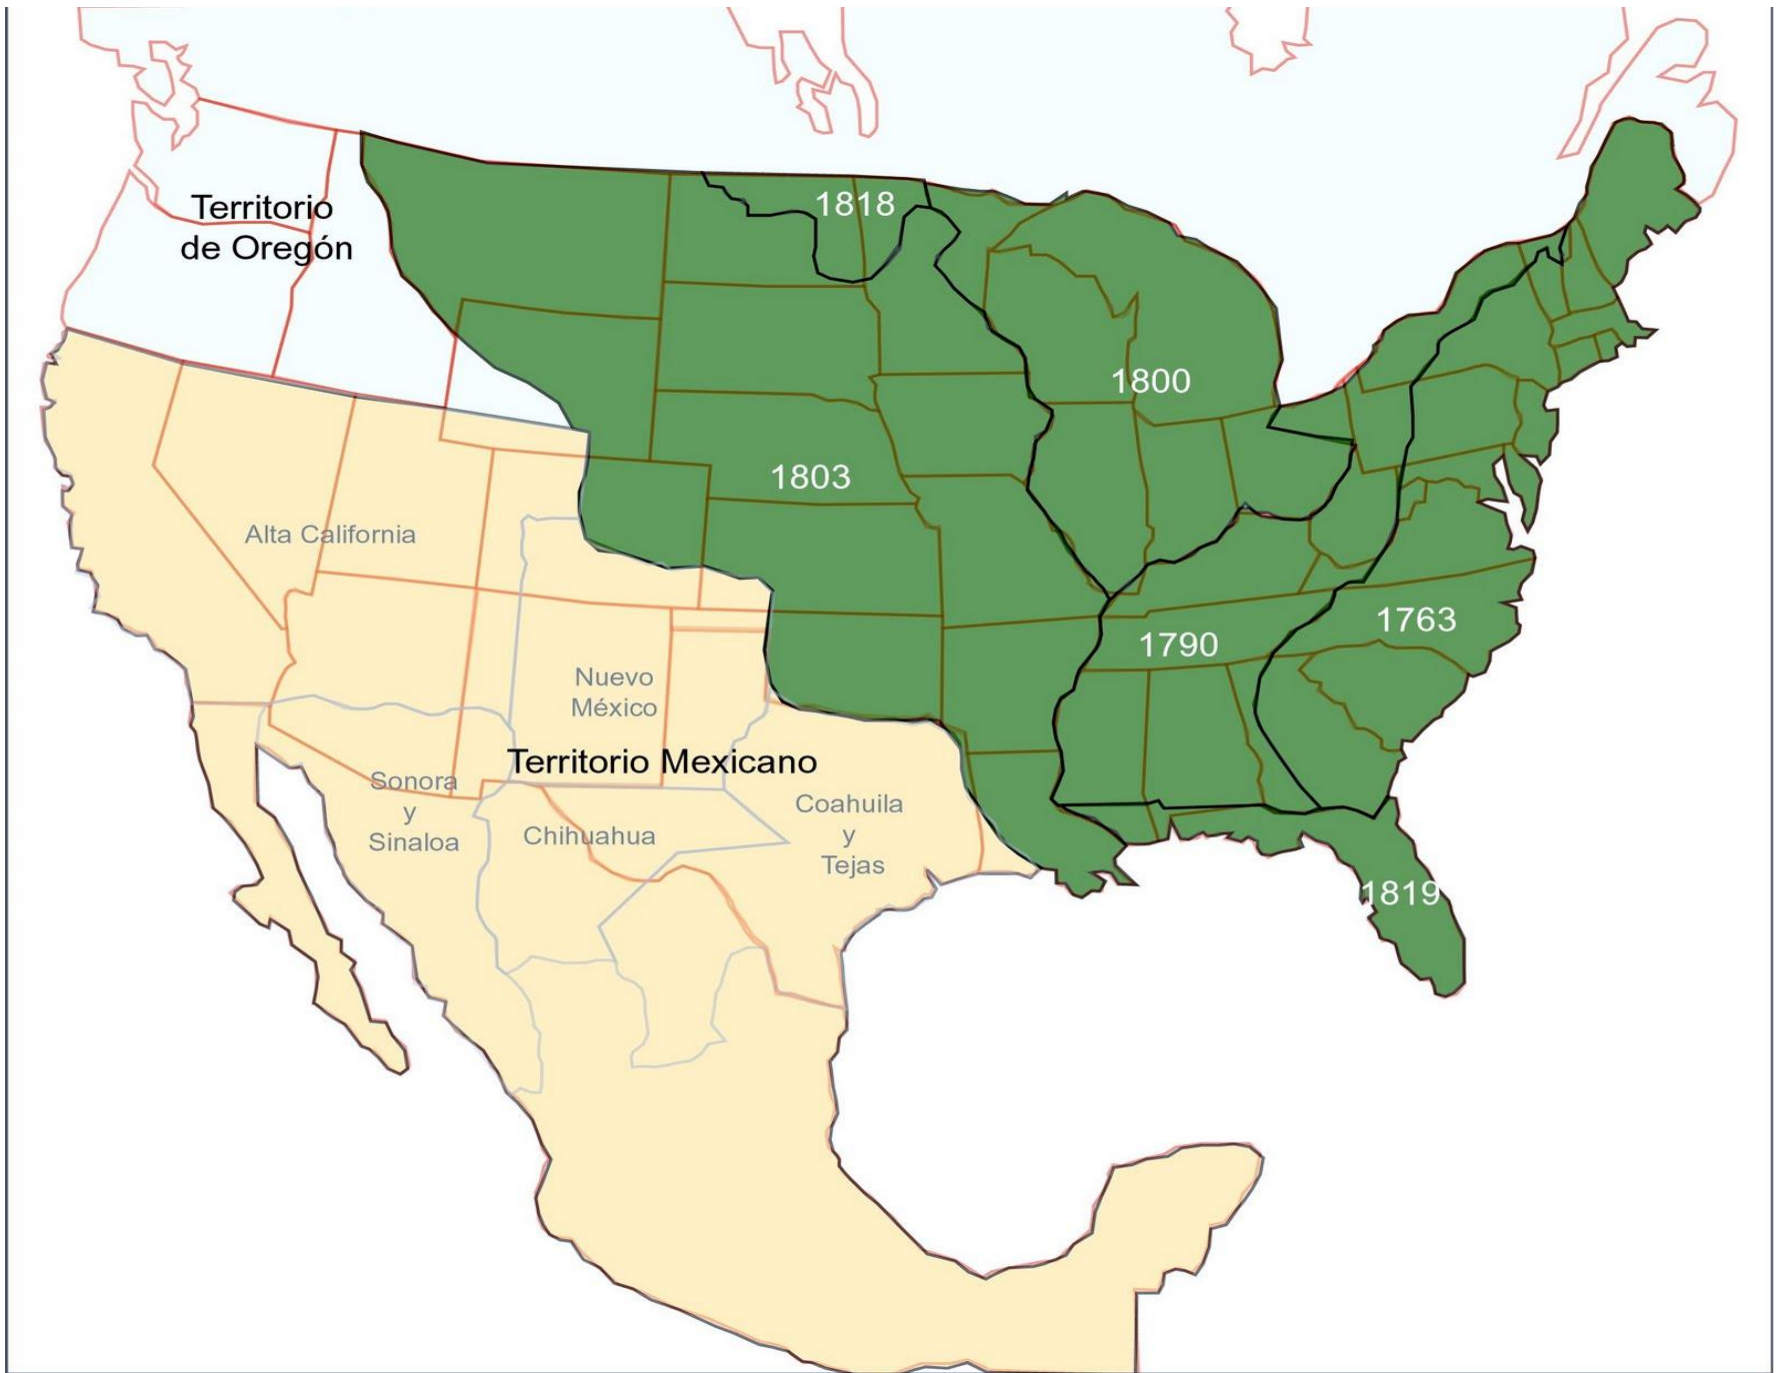 1818
Territorio
de Oregón
1800
1803
Alta California
1763
1790
Nuevo
México
Territorio Mexicano
Sonora
y
Sinaloa
Chihuahua
Coahuila
y
Tejas
1819